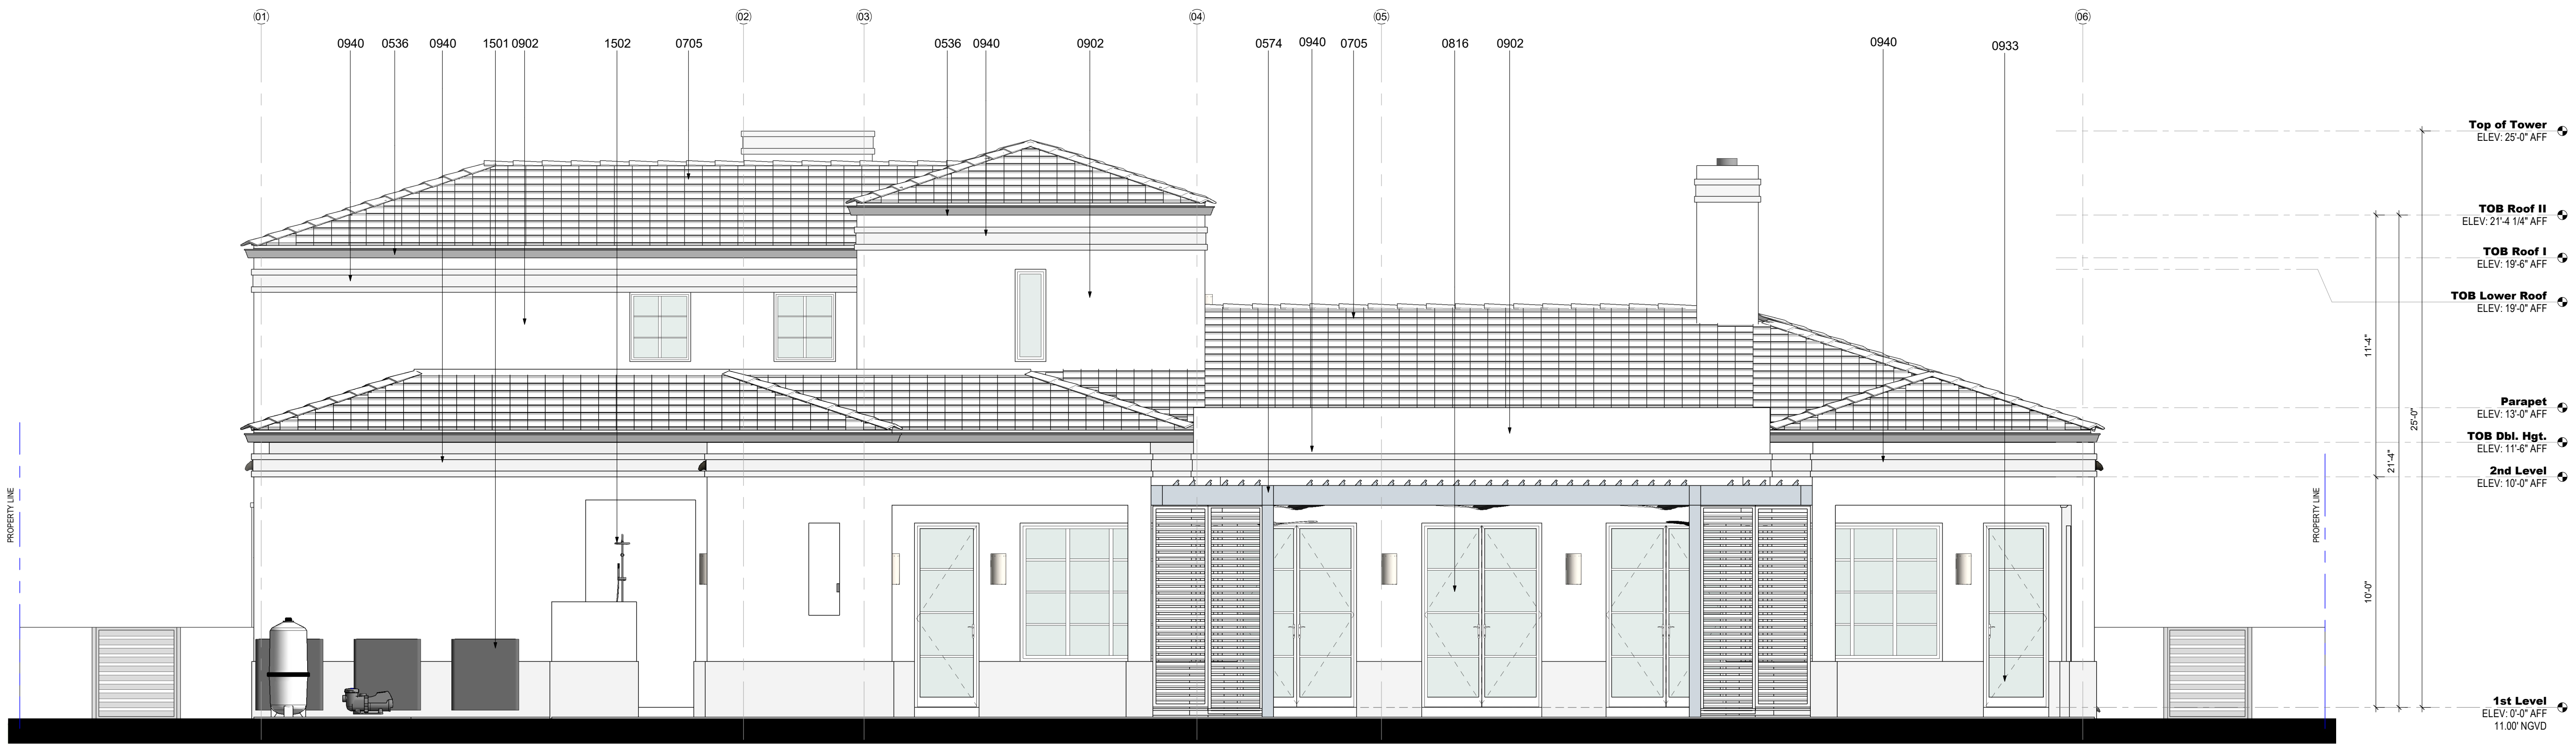 01 02 03 04 05 06
0940 0536 0940 1501 0902 1502 0705 0536 0940 0902 0574 0940 0705 0816 0902 0940 0933
Top of Tower
ELEV: 25'-0" AFF
TOB Roof II
ELEV: 21'-4 1/4" AFF
TOB Roof I
ELEV: 19'-6" AFF
TOB Lower Roof
ELEV: 19'-0" AFF
11'-4"
Parapet
ELEV: 13'-0" AFF
25'-0"
TOB Dbl. Hgt.
ELEV: 11'-6" AFF
21'-4"
2nd Level
ELEV: 10'-0" AFF
PROPERTY LINE
PROPERTY LINE
10'-0"
1st Level
ELEV: 0'-0" AFF
11.00' NGVD